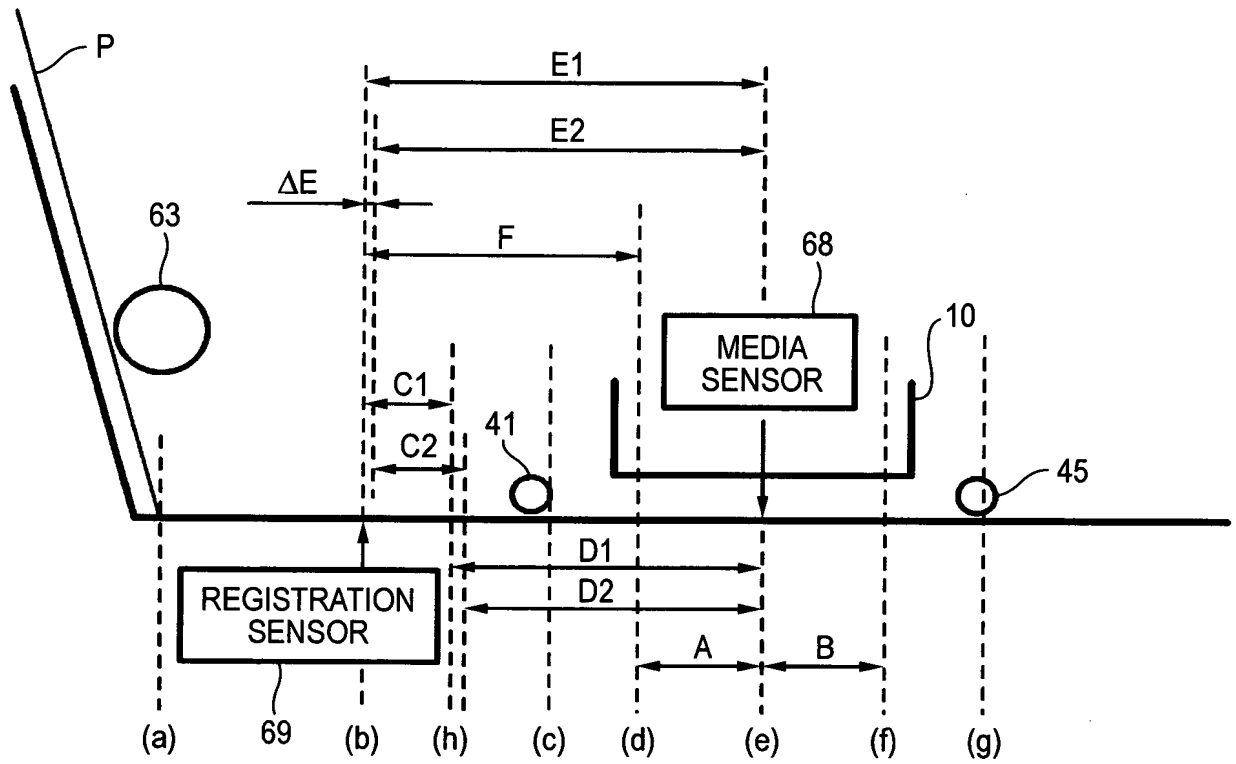 P
E1
E2
ΔE
63
F
68
10
MEDIA
SENSOR
C1
C2
41
45
D1
D2
REGISTRATION
SENSOR
A
B
69
(a)
(b)
(h)
(c)
(d)
(e)
(f)
(g)